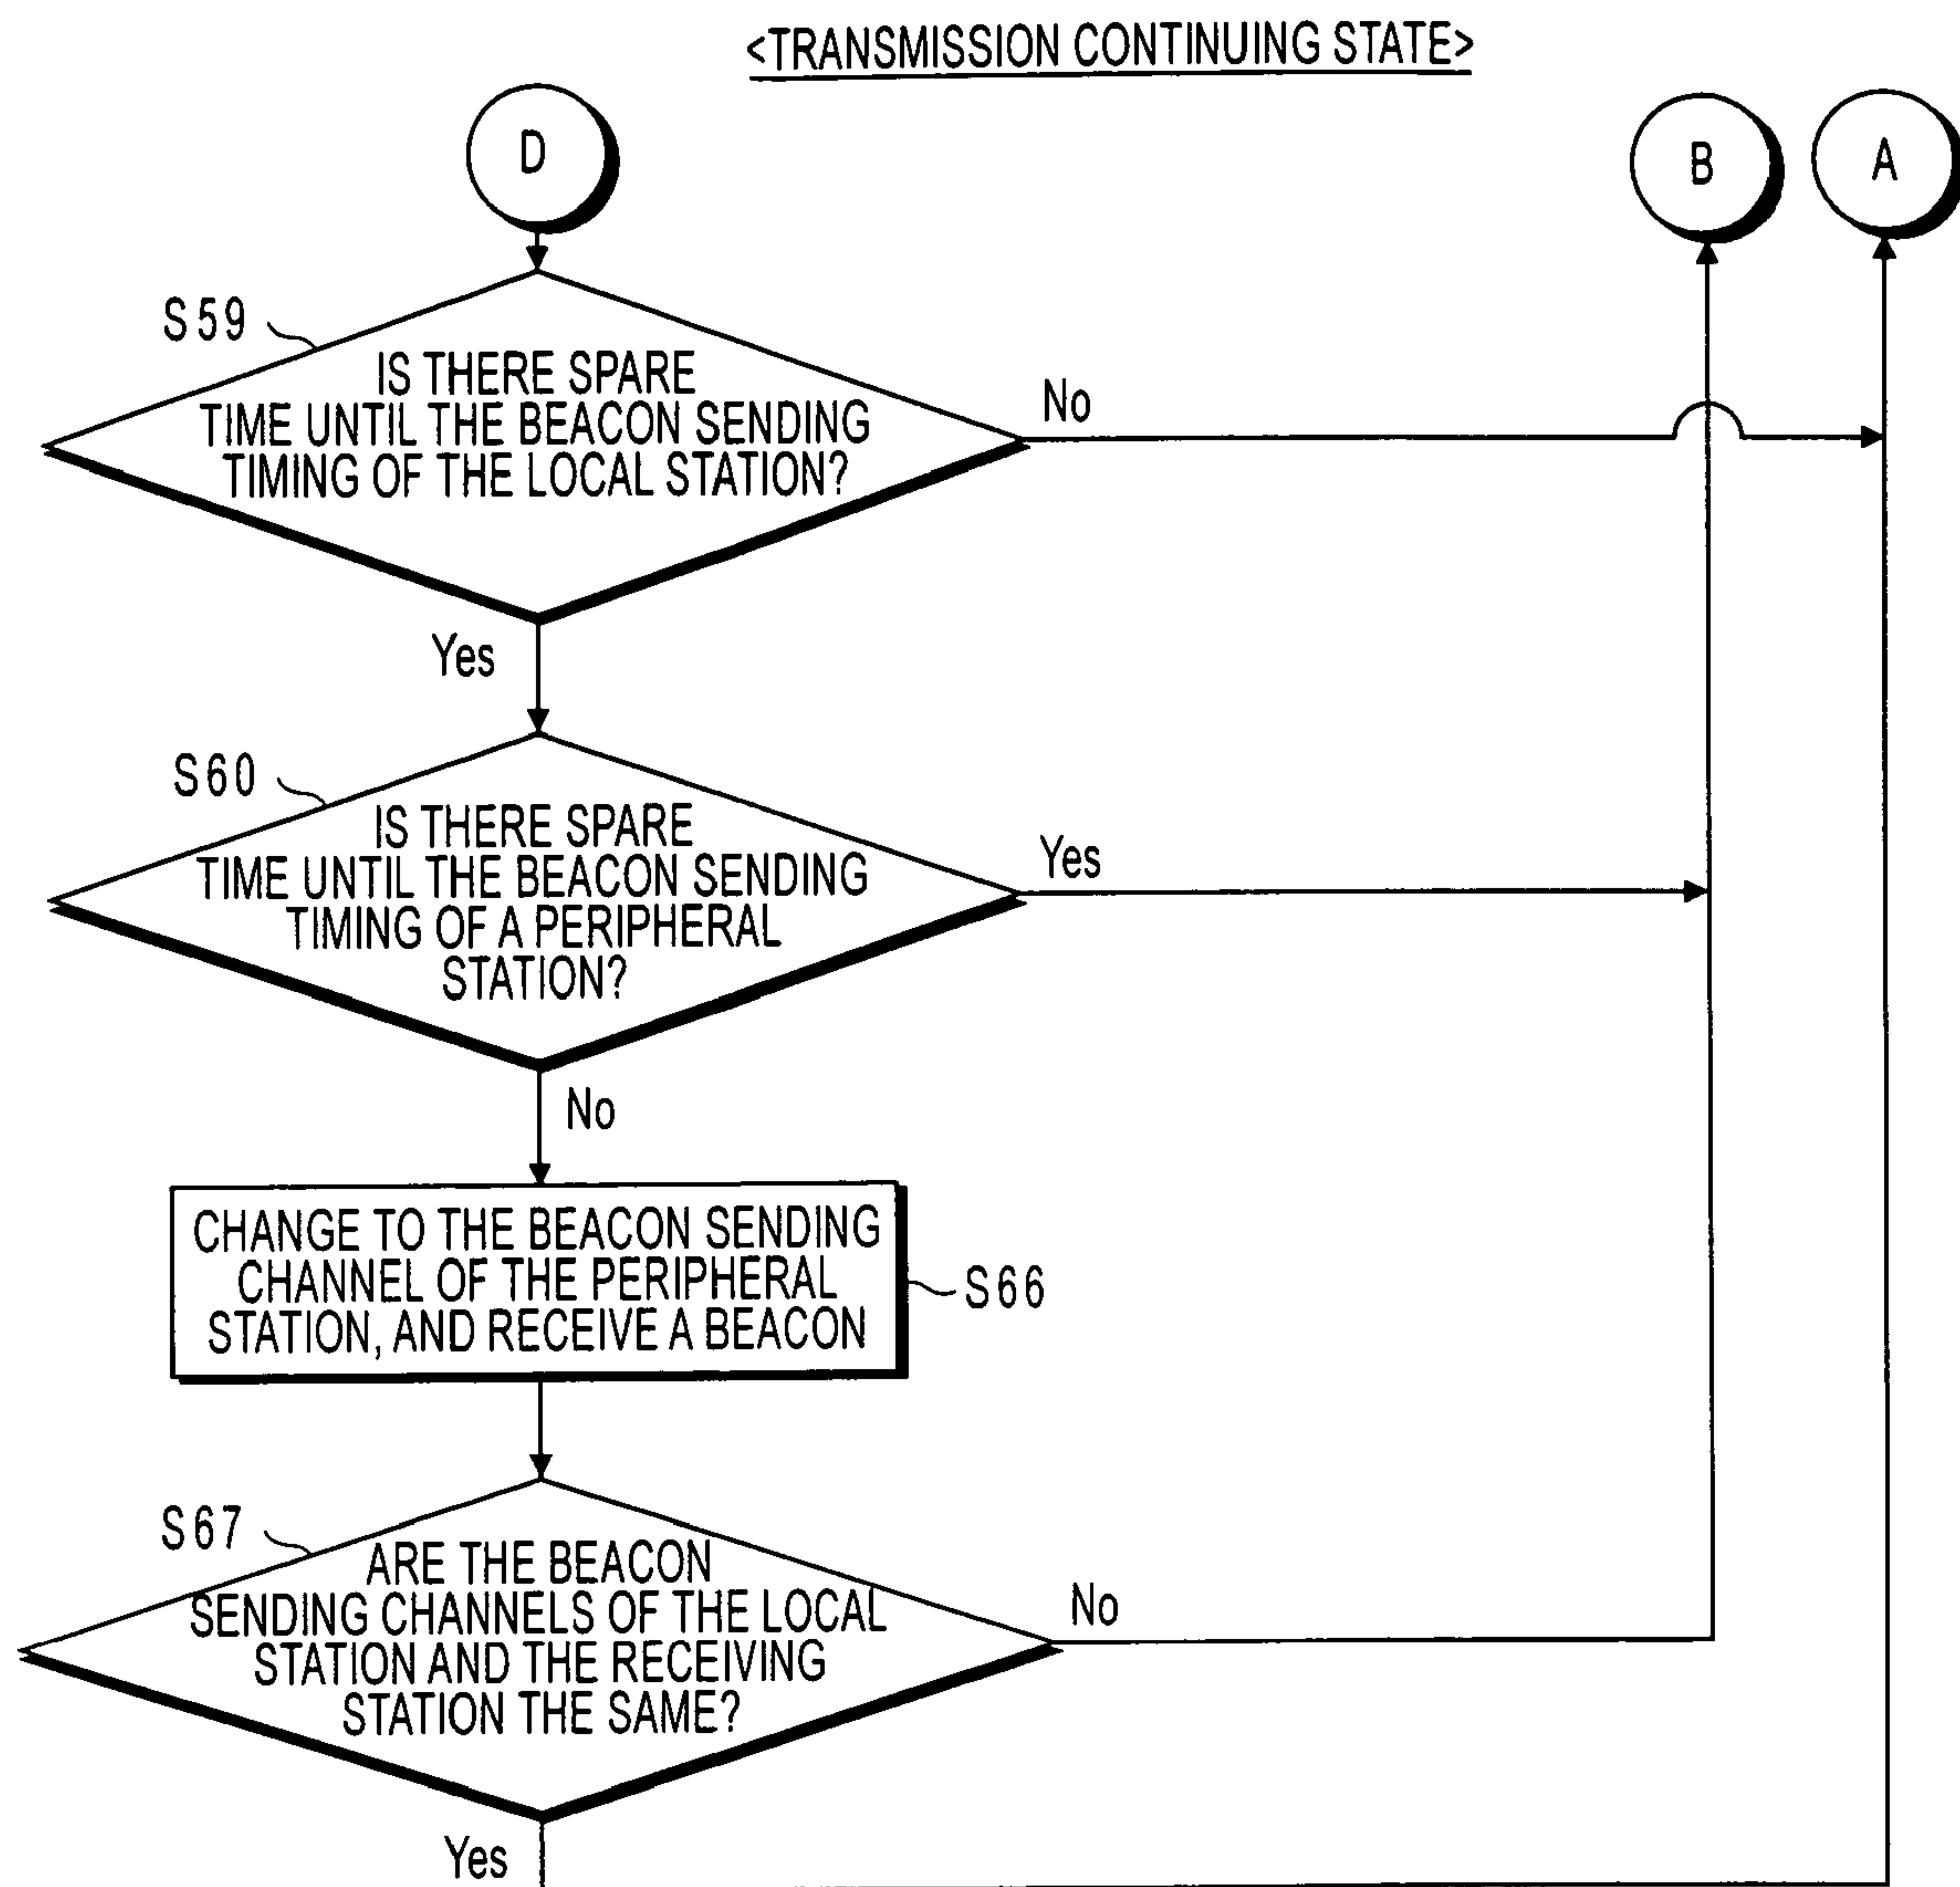 <TRANSMISSION CONTINUING STATE>
D
B
A
S59
IS THERE SPARE
TIME UNTIL THE BEACON SENDING
TIMING OF THE LOCAL STATION?
No
Yes
S60
IS THERE SPARE
TIME UNTIL THE BEACON SENDING
TIMING OF A PERIPHERAL
STATION?
Yes
No
CHANGE TO THE BEACON SENDING
CHANNEL OF THE PERIPHERAL
STATION, AND RECEIVE A BEACON
S66
S67
ARE THE BEACON
SENDING CHANNELS OF THE LOCAL
STATION AND THE RECEIVING
STATION THE SAME?
No
Yes